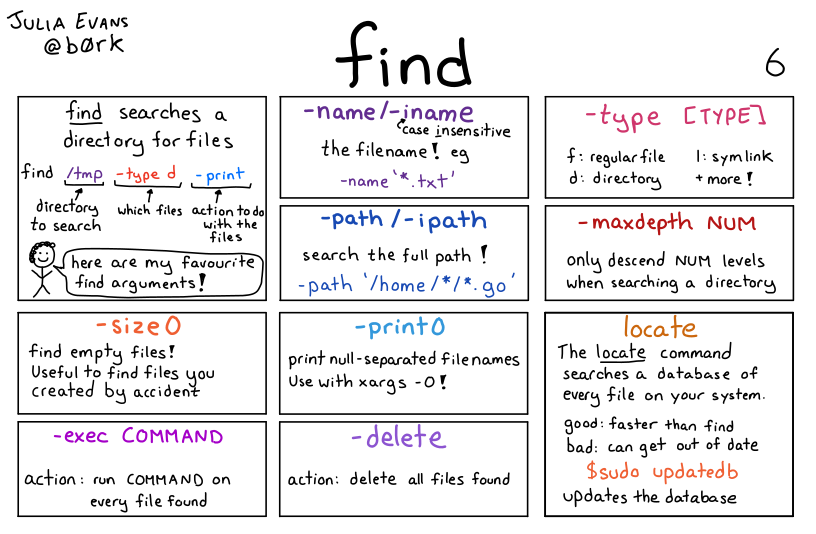 JULIA EVANS
@bØrk
find
6
find searches a
directory for files
find /tmp -type d -print
directory
to search
which files
action to do
with the
files
here are my favourite
find arguments!
-name/-iname
case insensitive
the filename! eg
-name '*.txt'
-type [TYPE]
f: regular file l: symlink
d: directory + more!
-path /-ipath
search the full path !
-path '/home/*/*.go'
-maxdepth NUM
only descend NUM levels
when searching a directory
-size 0
find empty files!
Useful to find files you
created by accident
-print0
print null-separated filenames
Use with xargs -0!
locate
The locate command
searches a database of
every file on your system.
good: faster than find
bad: can get out of date
$sudo updatedb
updates the database
-exec COMMAND
action: run COMMAND on
every file found
-delete
action: delete all files found